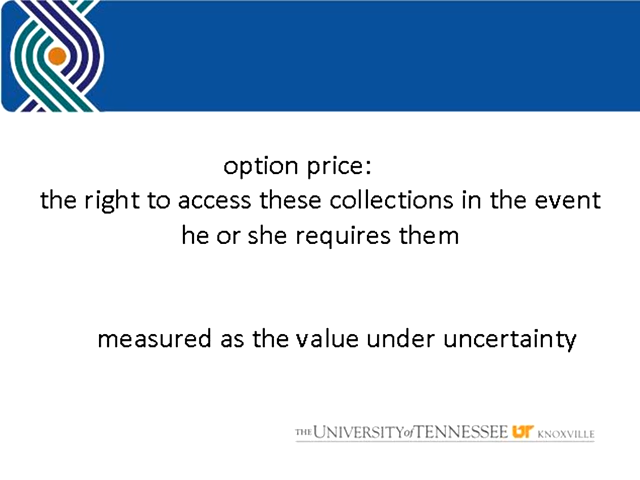 option price:
the right to access these collections in the event
he or she requires them
measured as the value under uncertainty
THE UNIVERSITY of TENNESSEE UT KNOXVILLE